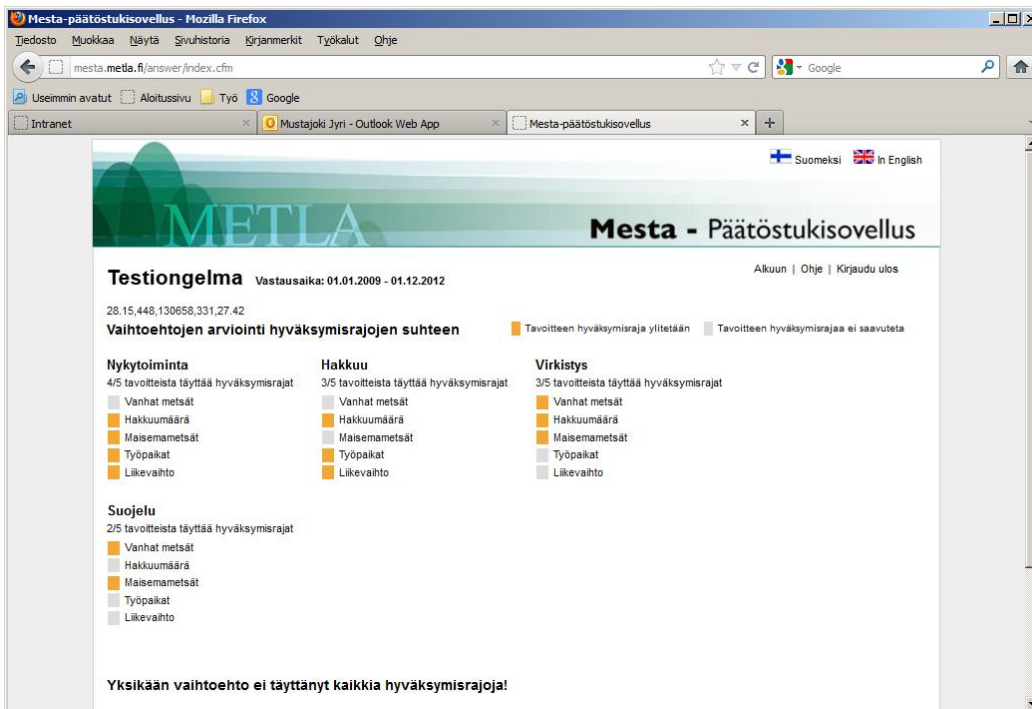 Mesta-päätöstukisovellus - Mozilla Firefox
Tiedosto Muokkaa Näytä Sivuhistoria Kirjanmerkit Työkalut Ohje
mesta.metla.fi/answer/index.cfm
Google
Useimmin avatut Aloitussivu Työ Google
Intranet
Mustajoki Jyri - Outlook Web App
Mesta-päätöstukisovellus
Suomeksi In English
METLA
Mesta - Päätöstukisovellus
Alkuun | Ohje | Kirjaudu ulos
Testiongelma Vastausaika: 01.01.2009 - 01.12.2012
28.15,448,130658,331,27.42
Vaihtoehtojen arviointi hyväksymisrajojen suhteen
Tavoitteen hyväksymisraja ylitetään Tavoitteen hyväksymisrajaa ei saavuteta
Nykytoiminta
4/5 tavoitteista täyttää hyväksymisrajat
Vanhat metsät
Hakkuumäärä
Maisemametsät
Työpaikat
Liikevaihto
Hakkuu
3/5 tavoitteista täyttää hyväksymisrajat
Vanhat metsät
Hakkuumäärä
Maisemametsät
Työpaikat
Liikevaihto
Virkistys
3/5 tavoitteista täyttää hyväksymisrajat
Vanhat metsät
Hakkuumäärä
Maisemametsät
Työpaikat
Liikevaihto
Suojelu
2/5 tavoitteista täyttää hyväksymisrajat
Vanhat metsät
Hakkuumäärä
Maisemametsät
Työpaikat
Liikevaihto
Yksikään vaihtoehto ei täyttänyt kaikkia hyväksymisrajoja!